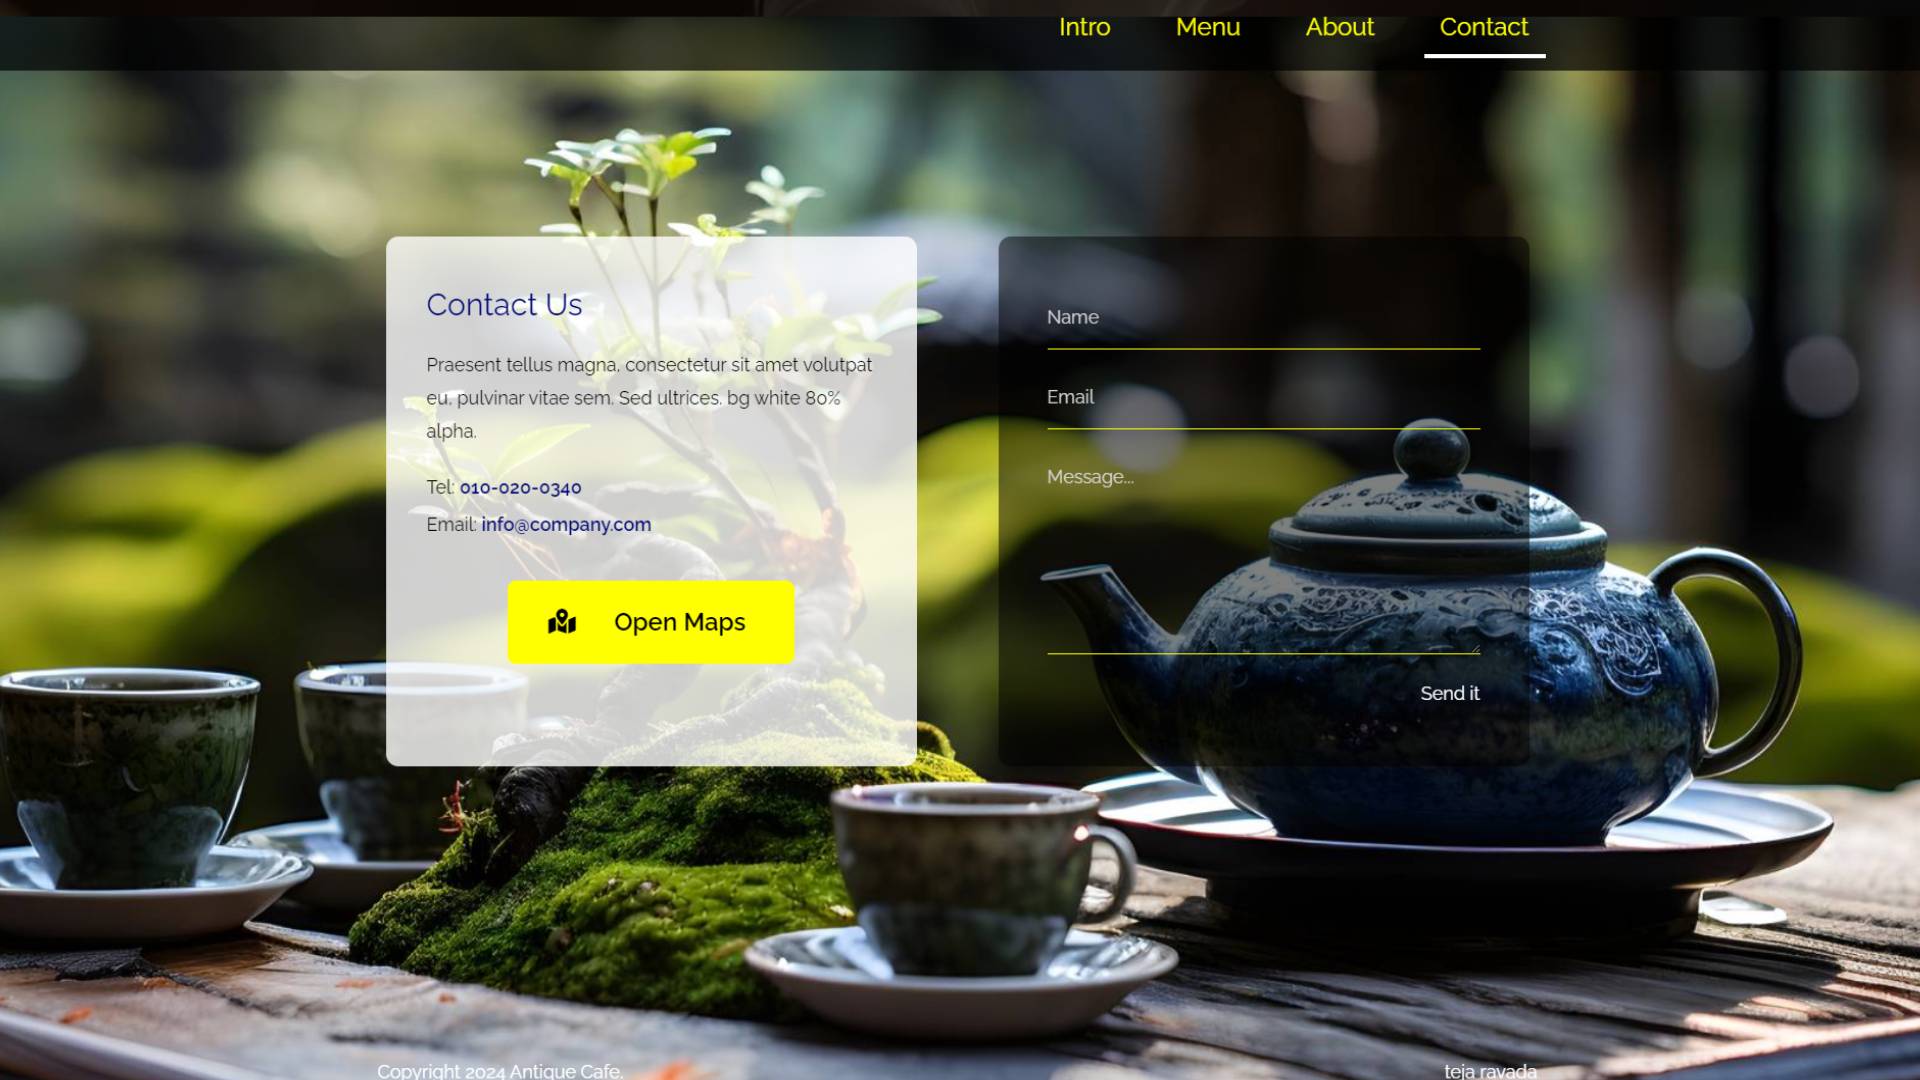 Intro Menu About Contact
Contact Us
Praesent tellus magna, consectetur sit amet volutpat
eu, pulvinar vitae sem. Sed ultrices. bg white 80%
alpha.
Tel: 010-020-0340
Email: info@company.com
Open Maps
Name
Email
Message...
Send it
Copyright 2024 Antique Cafe.
teja ravada